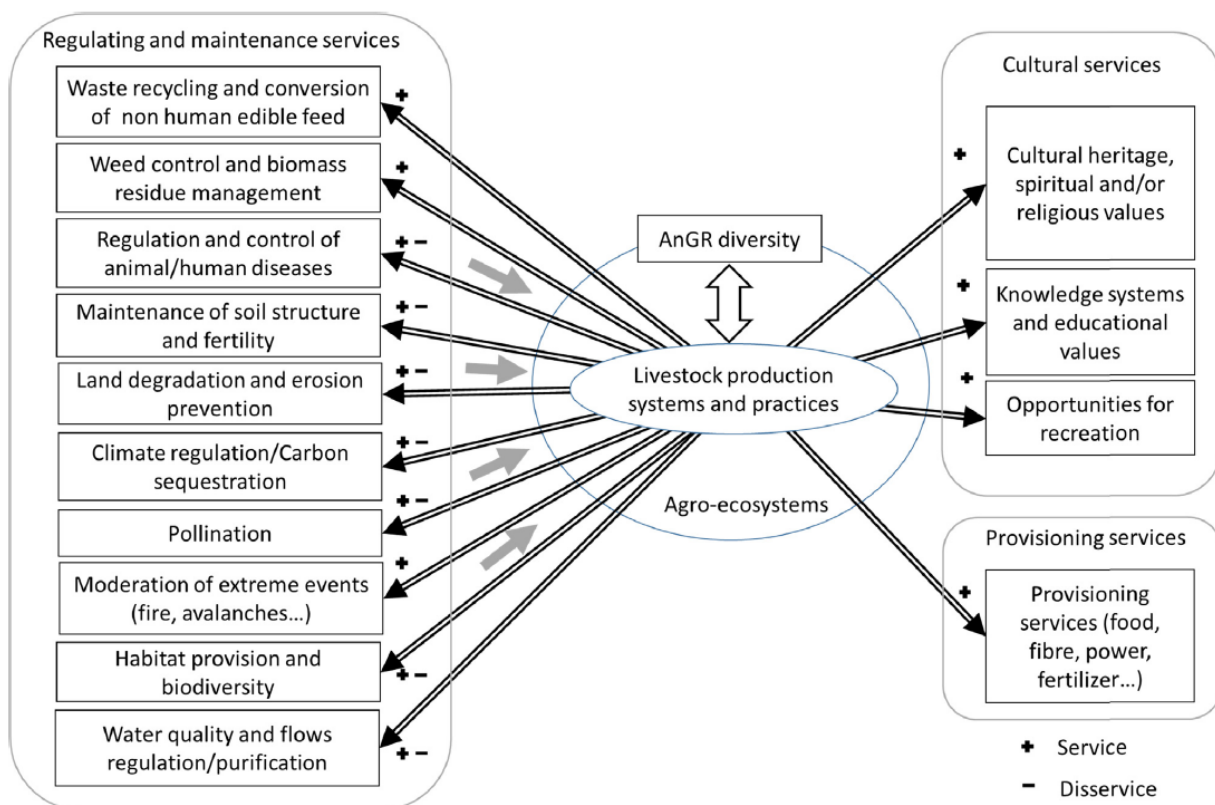 Regulating and maintenance services
Waste recycling and conversion
of non human edible feed
+
Weed control and biomass
residue management
+
Regulation and control of
animal/human diseases
+ −
Maintenance of soil structure
and fertility
+ −
Land degradation and erosion
prevention
+ −
Climate regulation/Carbon
sequestration
+ −
Pollination
+ −
Moderation of extreme events
(fire, avalanches…)
+
Habitat provision and
biodiversity
+ −
Water quality and flows
regulation/purification
+ −
AnGR diversity
Livestock production
systems and practices
Agro-ecosystems
Cultural services
+
Cultural heritage,
spiritual and/or
religious values
+
Knowledge systems
and educational
values
+
Opportunities for
recreation
Provisioning services
+
Provisioning
services (food,
fibre, power,
fertilizer…)
+ Service
− Disservice